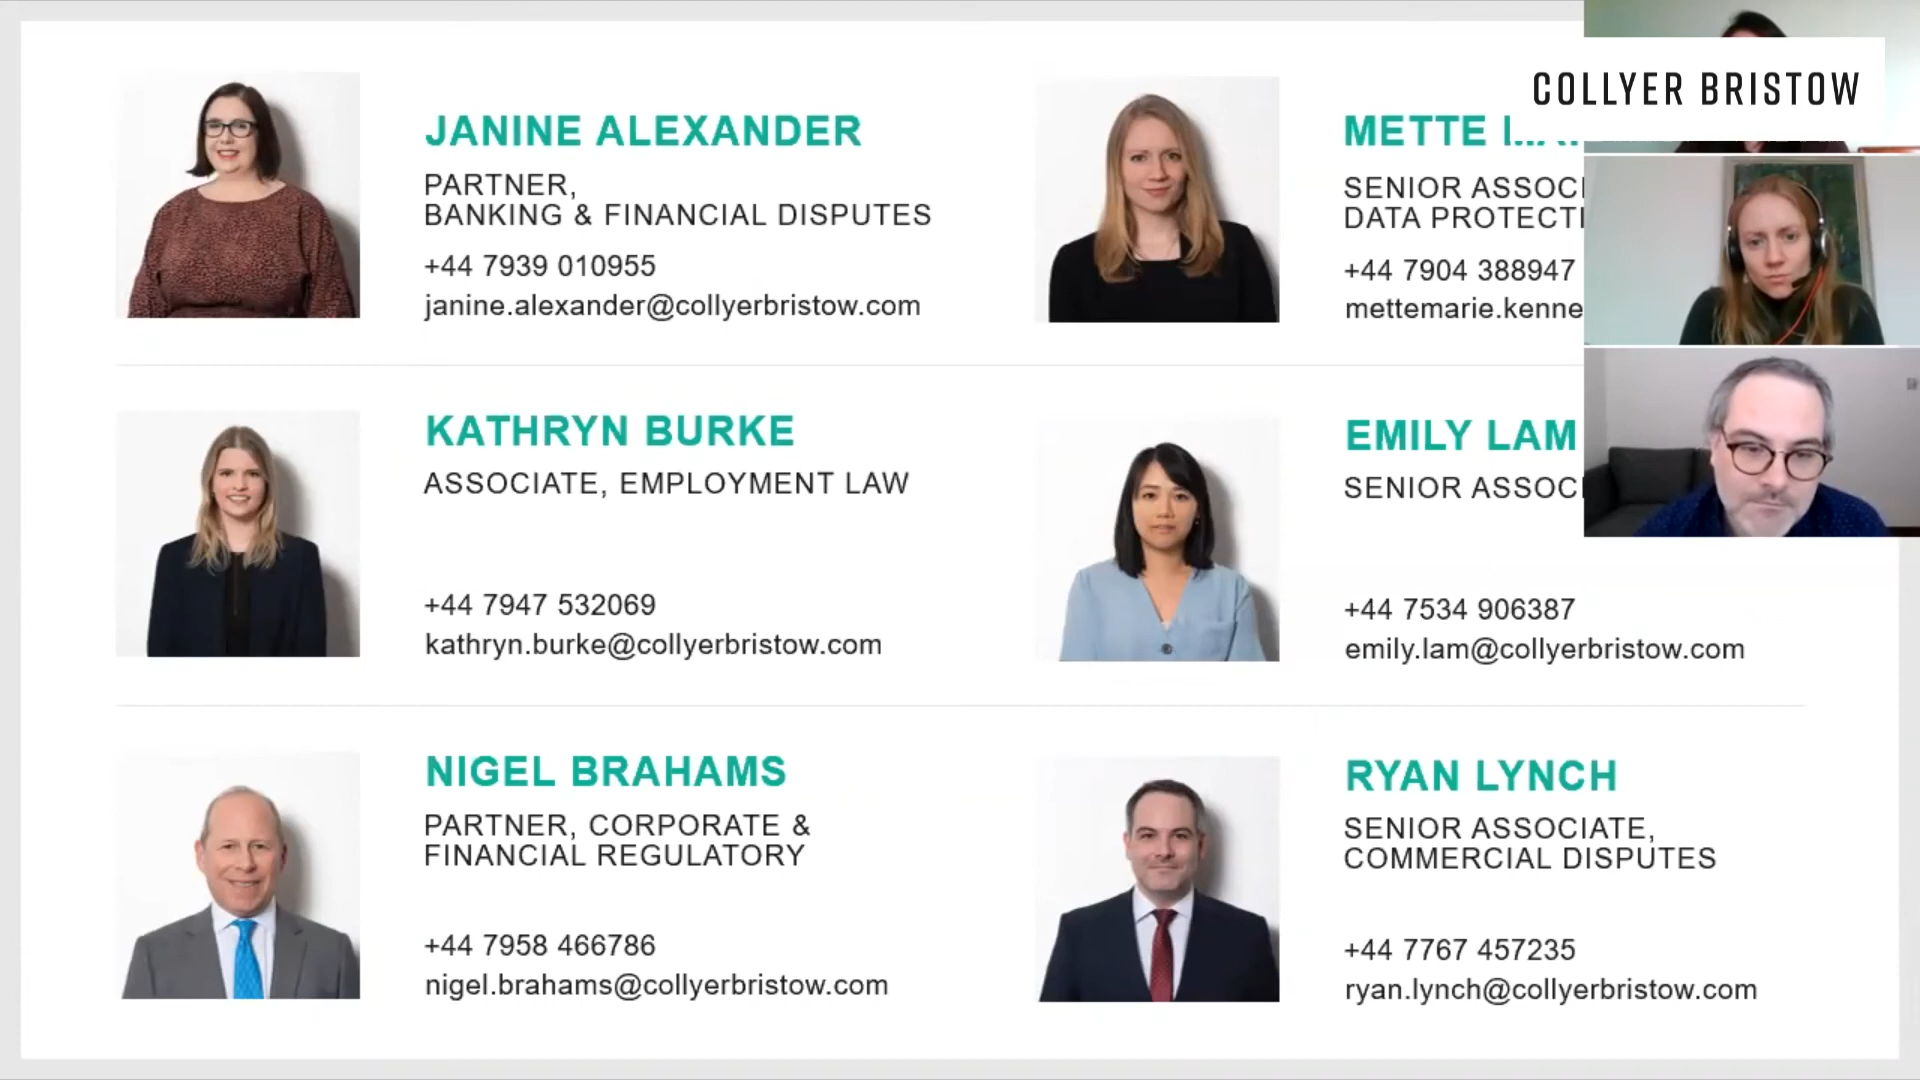 COLLYER BRISTOW
JANINE ALEXANDER
PARTNER,
BANKING & FINANCIAL DISPUTES
+44 7939 010955
janine.alexander@collyerbristow.com
METTE
SENIOR
+44 7904 388947
KATHRYN BURKE
ASSOCIATE, EMPLOYMENT LAW
+44 7947 532069
kathryn.burke@collyerbristow.com
EMILY LAM
SENIOR
+44 7534 906387
emily.lam@collyerbristow.com
NIGEL BRAHAMS
PARTNER, CORPORATE &
FINANCIAL REGULATORY
+44 7958 466786
nigel.brahams@collyerbristow.com
RYAN LYNCH
SENIOR ASSOCIATE,
COMMERCIAL DISPUTES
+44 7767 457235
ryan.lynch@collyerbristow.com